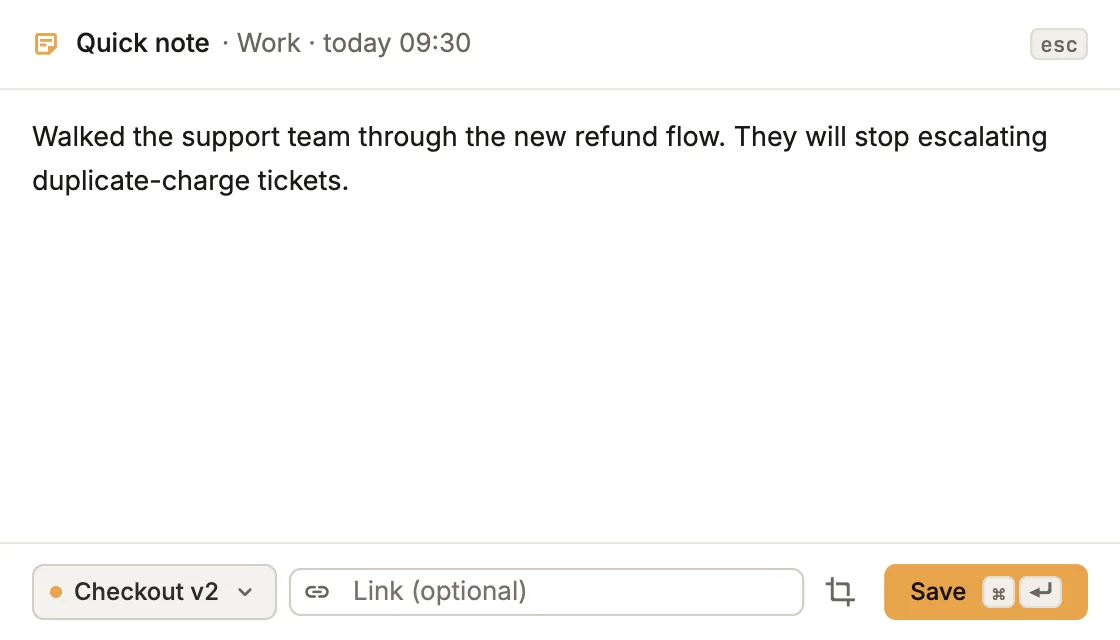 Quick note · Work · today 09:30
esc
Walked the support team through the new refund flow. They will stop escalating
duplicate-charge tickets.
Checkout v2
Link (optional)
Save ⌘ ↵